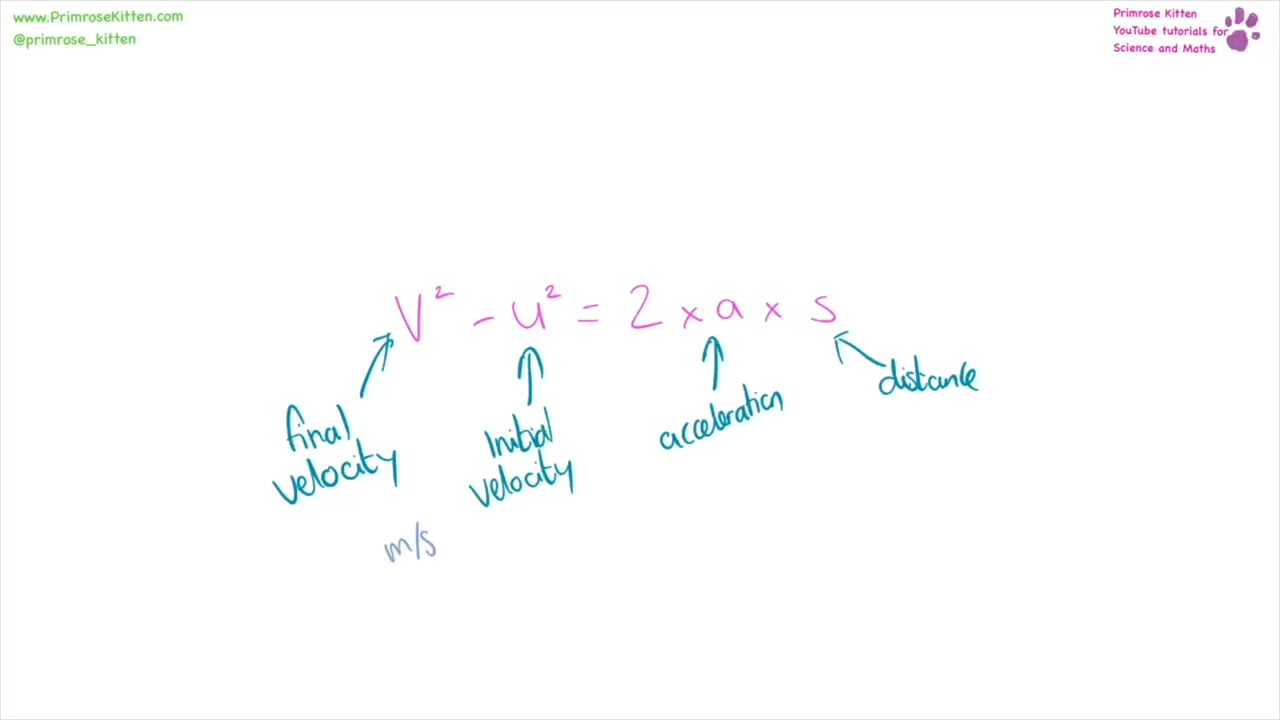 www.PrimroseKitten.com
@primrose_kitten
Primrose Kitten
YouTube tutorials for
Science and Maths
V² - u² = 2 × a × s
final
velocity
Initial
velocity
acceleration
distance
m/s